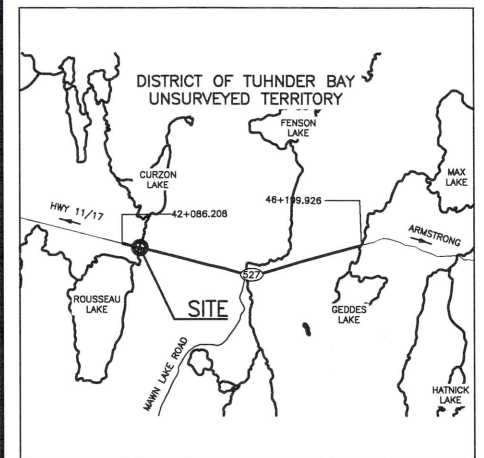 DISTRICT OF TUHNDER BAY
UNSURVEYED TERRITORY
FENSON
LAKE
CURZON
LAKE
MAX
LAKE
HWY 11/17
42+086.208
46+199.926
ARMSTRONG
527
ROUSSEAU
LAKE
SITE
GEDDES
LAKE
MAWN LAKE ROAD
HATNICK
LAKE